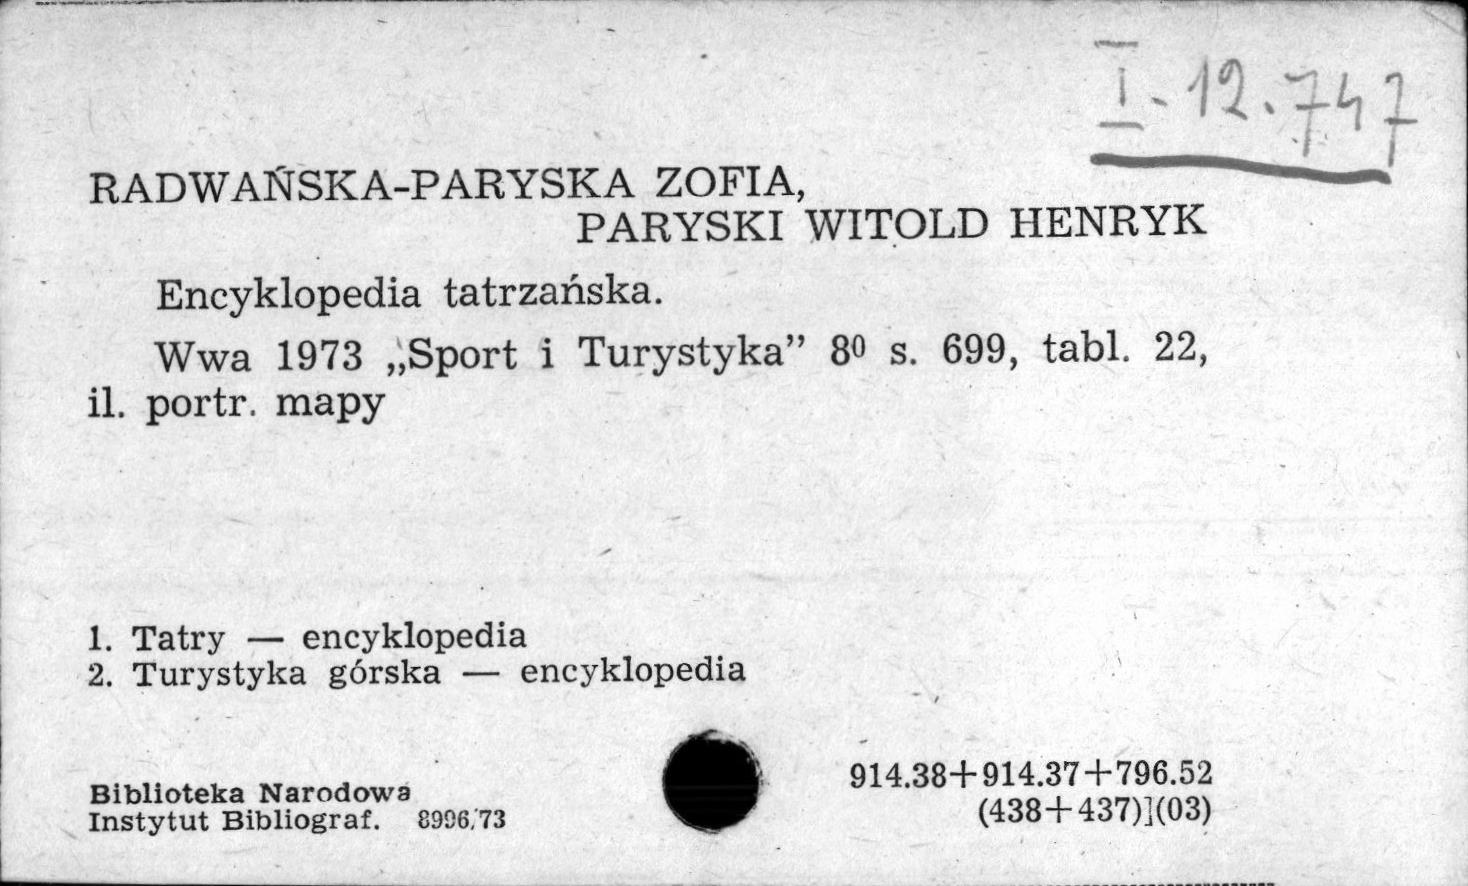 I-12.747
RADWAŃSKA-PARYSKA ZOFIA,
PARYSKI WITOLD HENRYK
Encyklopedia tatrzańska.
Wwa 1973 „Sport i Turystyka” 8⁰ s. 699, tabl. 22,
il. portr. mapy
1. Tatry — encyklopedia
2. Turystyka górska — encyklopedia
914.38+914.37+796.52
(438+437)](03)
Biblioteka Narodowa
Instytut Bibliograf. 8996/73